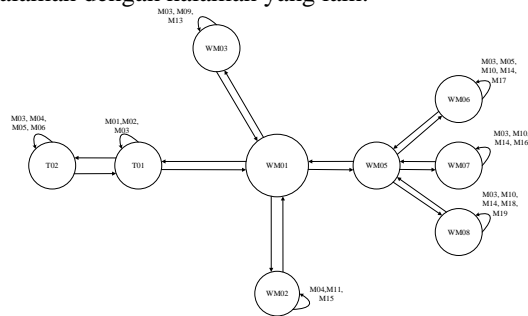 halaman dengan halaman yang lain.
M03, M09,
M13
WM03
M03, M04,
M05, M06
T02
M01,M02,
M03
T01
WM01
WM05
M03, M05,
M10, M14,
M17
WM06
M03, M10
M14, M16
WM07
M03, M10,
M14, M18,
M19
WM08
WM02
M04,M11,
M15